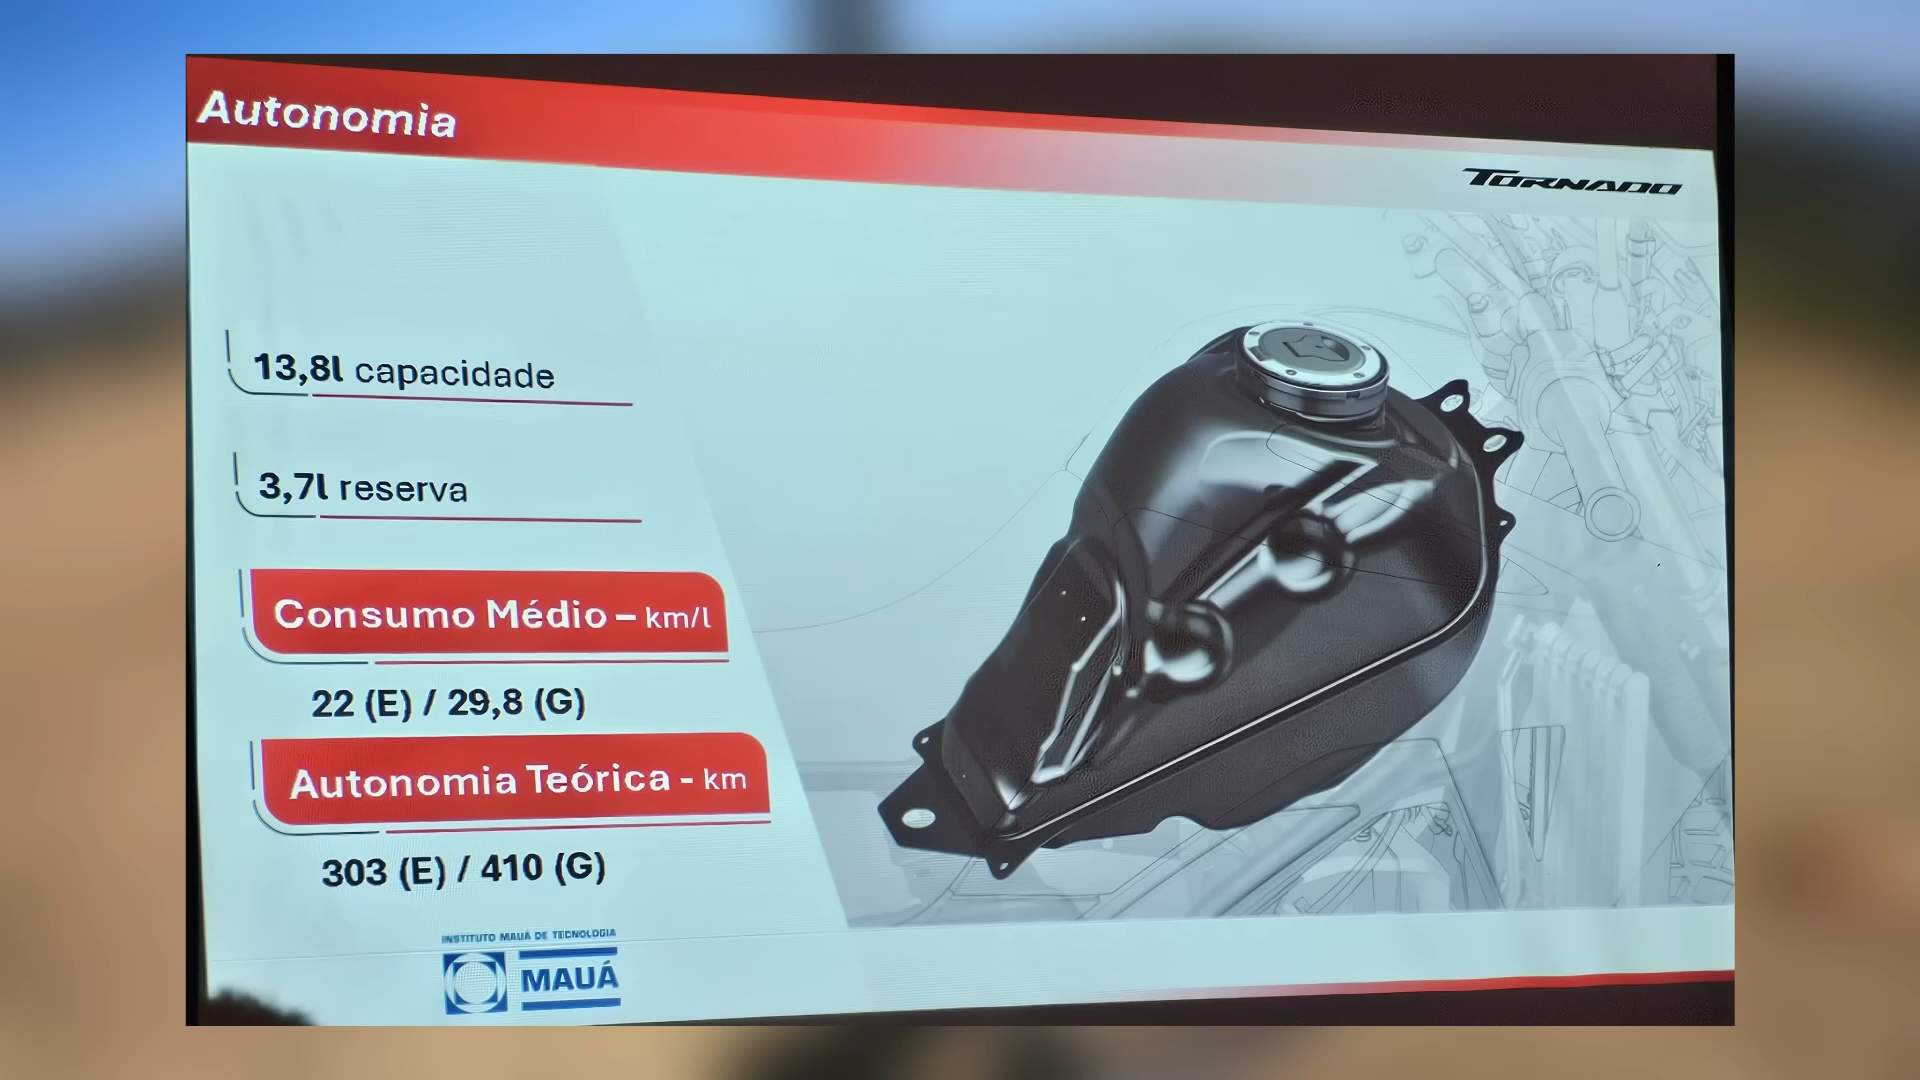 Autonomia
TORNADO
13,8l capacidade
3,7l reserva
Consumo Médio – km/l
22 (E) / 29,8 (G)
Autonomia Teórica - km
303 (E) / 410 (G)
INSTITUTO MAUÁ DE TECNOLOGIA
MAUÁ